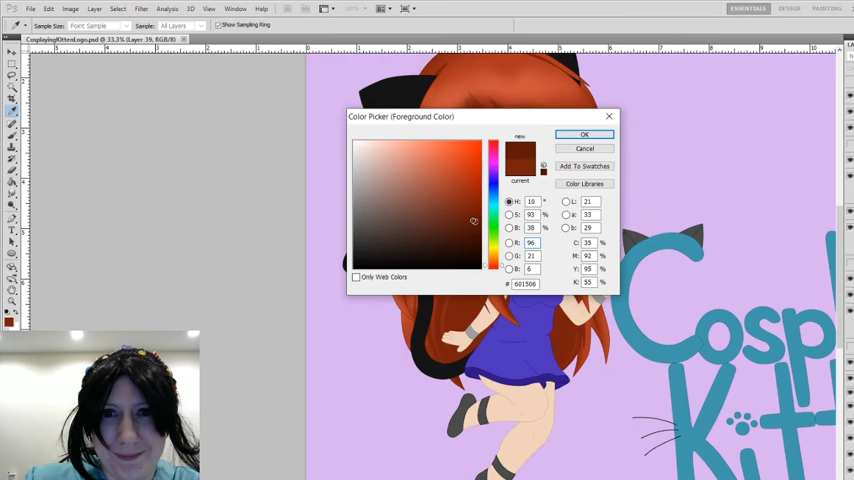 Ps File Edit Image Layer Select Filter Analysis 3D View Window Help ESSENTIALS DESIGN PAINTING
Sample Size: Point Sample Sample: All Layers Show Sampling Ring
CosplayingKittenLogo.psd @ 33.3% (Layer 39, RGB/8)
Color Picker (Foreground Color)
new
current
OK
Cancel
Add To Swatches
Color Libraries
H: 10 °
S: 93 %
B: 38 %
R: 96
G: 21
B: 6
# 601506
L: 21
a: 33
b: 29
C: 35 %
M: 92 %
Y: 95 %
K: 55 %
Only Web Colors
Cospl
Kit